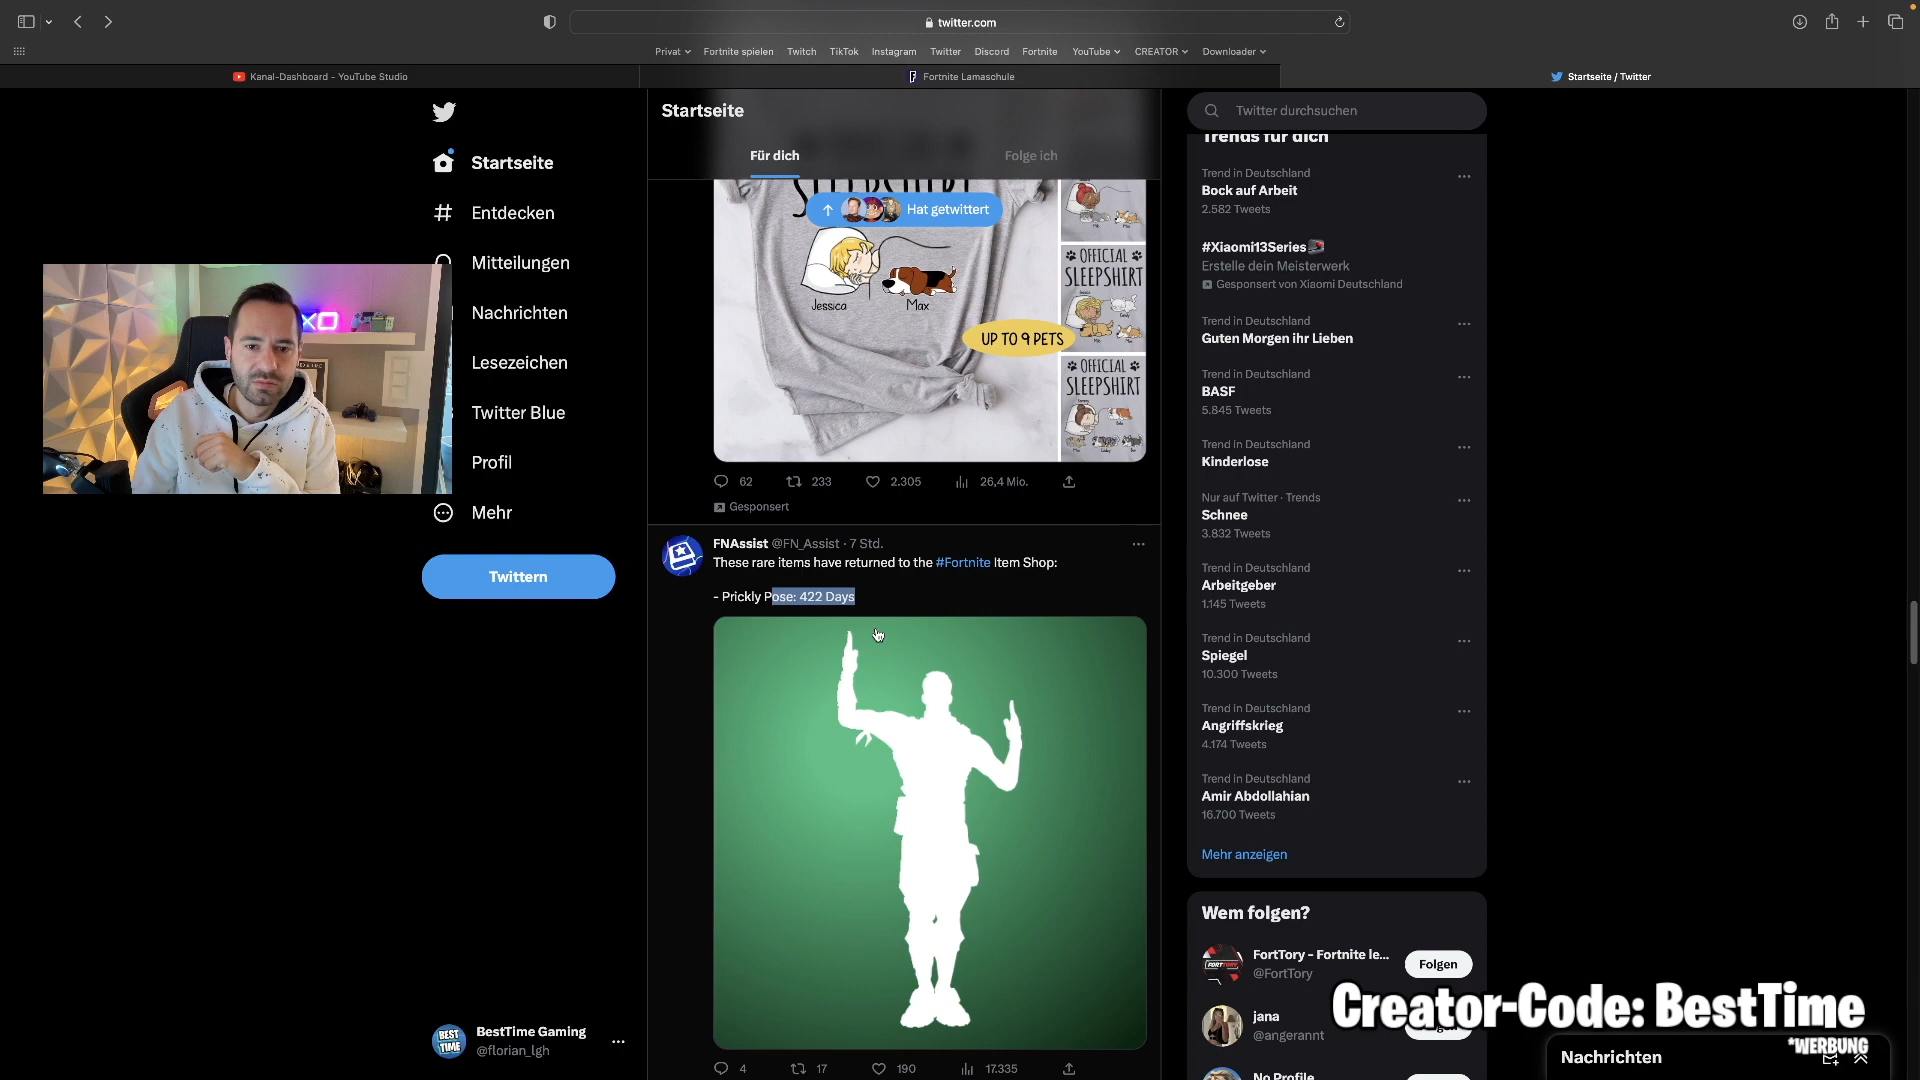 twitter.com
Privat
Fortnite spielen
Twitch
TikTok
Instagram
Twitter
Discord
Fortnite
YouTube
CREATOR
Downloader
Kanal-Dashboard - YouTube Studio
Fortnite Lamaschule
Startseite / Twitter
Startseite
Entdecken
Mitteilungen
Nachrichten
Lesezeichen
Twitter Blue
Profil
Mehr
Twittern
BestTime Gaming
@florian_lgh
BEST
TIME
Startseite
Für dich
Folge ich
Hat getwittert
SLEEPSHIRT
Jessica
Max
UP TO 9 PETS
OFFICIAL
SLEEPSHIRT
OFFICIAL
SLEEPSHIRT
62
233
2.305
26,4 Mio.
Gesponsert
FNAssist @FN_Assist · 7 Std.
These rare items have returned to the #Fortnite Item Shop:
- Prickly Pose: 422 Days
4
17
190
17.335
Twitter durchsuchen
Trends für dich
Trend in Deutschland
Bock auf Arbeit
2.582 Tweets
#Xiaomi13Series
Erstelle dein Meisterwerk
Gesponsert von Xiaomi Deutschland
Trend in Deutschland
Guten Morgen ihr Lieben
Trend in Deutschland
BASF
5.845 Tweets
Trend in Deutschland
Kinderlose
Nur auf Twitter · Trends
Schnee
3.832 Tweets
Trend in Deutschland
Arbeitgeber
1.145 Tweets
Trend in Deutschland
Spiegel
10.300 Tweets
Trend in Deutschland
Angriffskrieg
4.174 Tweets
Trend in Deutschland
Amir Abdollahian
16.700 Tweets
Mehr anzeigen
Wem folgen?
FortTory - Fortnite le...
@FortTory
Folgen
jana
@angerannt
No Profile
Creator-Code: BestTime
*WERBUNG
Nachrichten